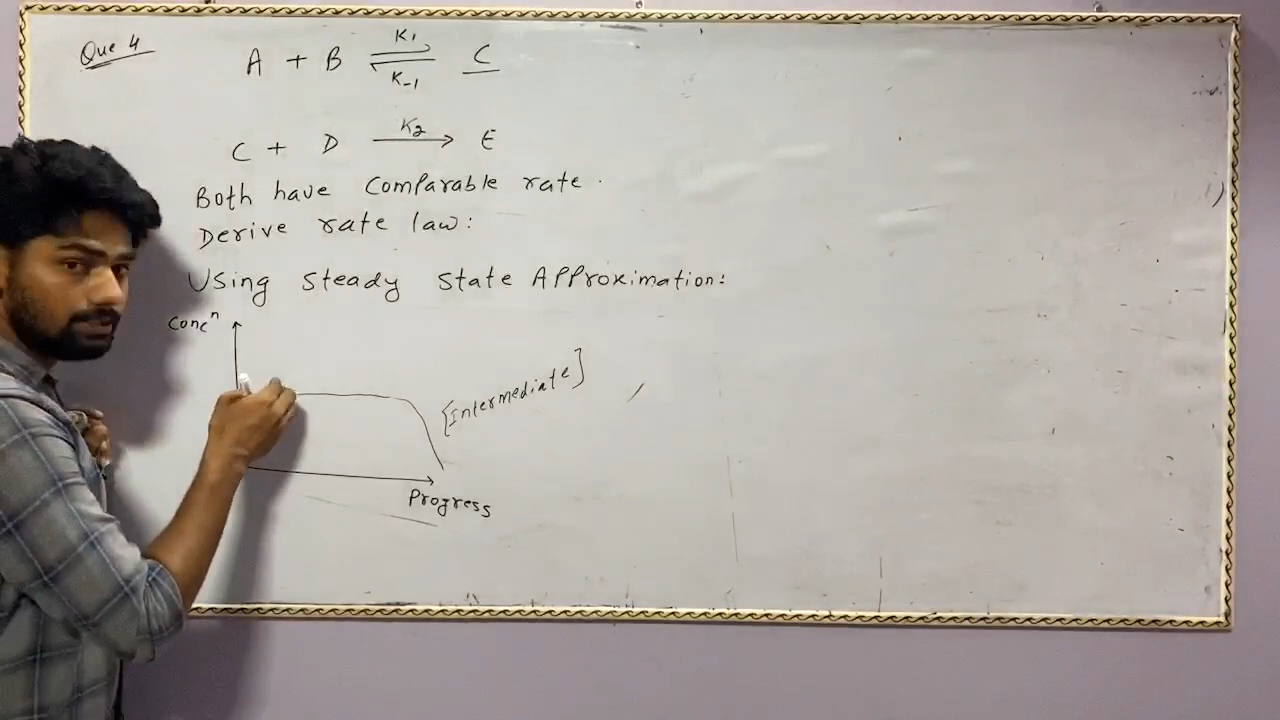 Que 4
A + B ⇌ C
K1
K-1
C + D ⟶ E
K2
Both have comparable rate.
Derive rate law:
Using steady state Approximation:
concⁿ
[Intermediate]
Progress